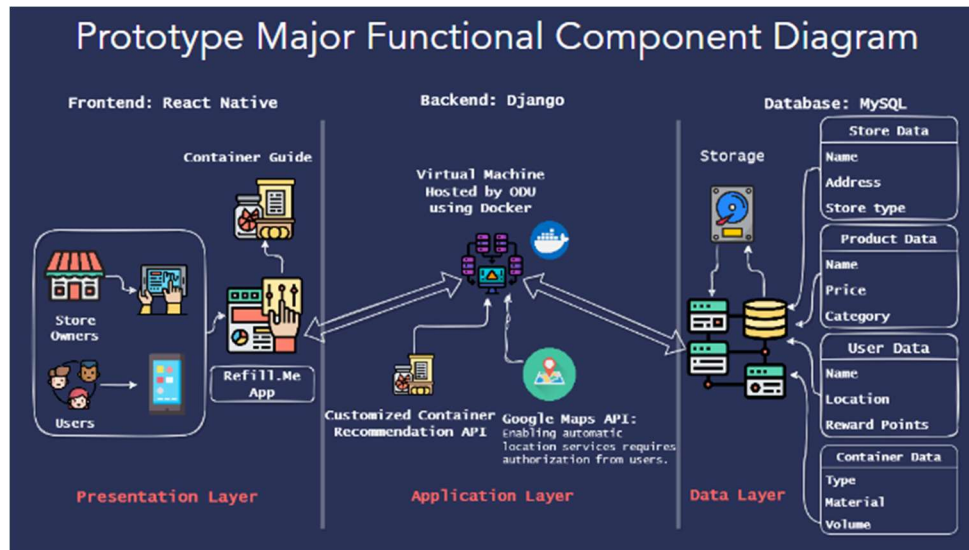 Prototype Major Functional Component Diagram
Frontend: React Native
Container Guide
Store
Owners
Users
Refill.Me
App
Presentation Layer
Backend: Django
Virtual Machine
Hosted by ODU
using Docker
Customized Container
Recommendation API
Google Maps API:
Enabling automatic
location services requires
authorization from users.
Application Layer
Database: MySQL
Storage
Store Data
Name
Address
Store type
Product Data
Name
Price
Category
User Data
Name
Location
Reward Points
Container Data
Type
Material
Volume
Data Layer